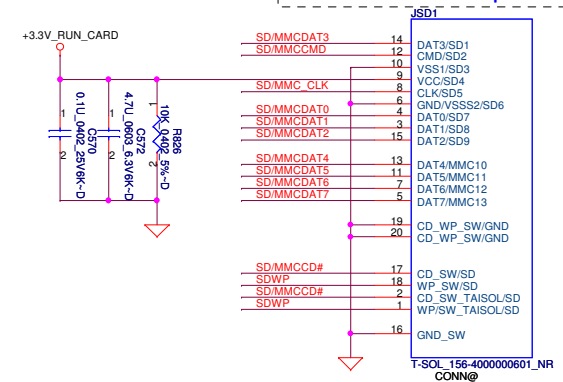 JSD1
+3.3V_RUN_CARD
SD/MMCDAT3 14 DAT3/SD1
SD/MMCCMD 12 CMD/SD2
10 VSS1/SD3
9 VCC/SD4
SD/MMC_CLK 8 CLK/SD5
6 GND/VSSS2/SD6
SD/MMCDAT0 4 DAT0/SD7
SD/MMCDAT1 3 DAT1/SD8
SD/MMCDAT2 15 DAT2/SD9
SD/MMCDAT4 13 DAT4/MMC10
SD/MMCDAT5 11 DAT5/MMC11
SD/MMCDAT6 7 DAT6/MMC12
SD/MMCDAT7 5 DAT7/MMC13
19 CD_WP_SW/GND
20 CD_WP_SW/GND
SD/MMCCD# 17 CD_SW/SD
SDWP 18 WP_SW/SD
SD/MMCCD# 2 CD_SW_TAISOL/SD
SDWP 1 WP/SW_TAISOL/SD
16 GND_SW
T-SOL_156-4000000601_NR
CONN@
1 2
C570
0.1U_0402_25V6K~D
1 2
C572
4.7U_0603_6.3V6K~D
1 2
R826
10K_0402_5%~D